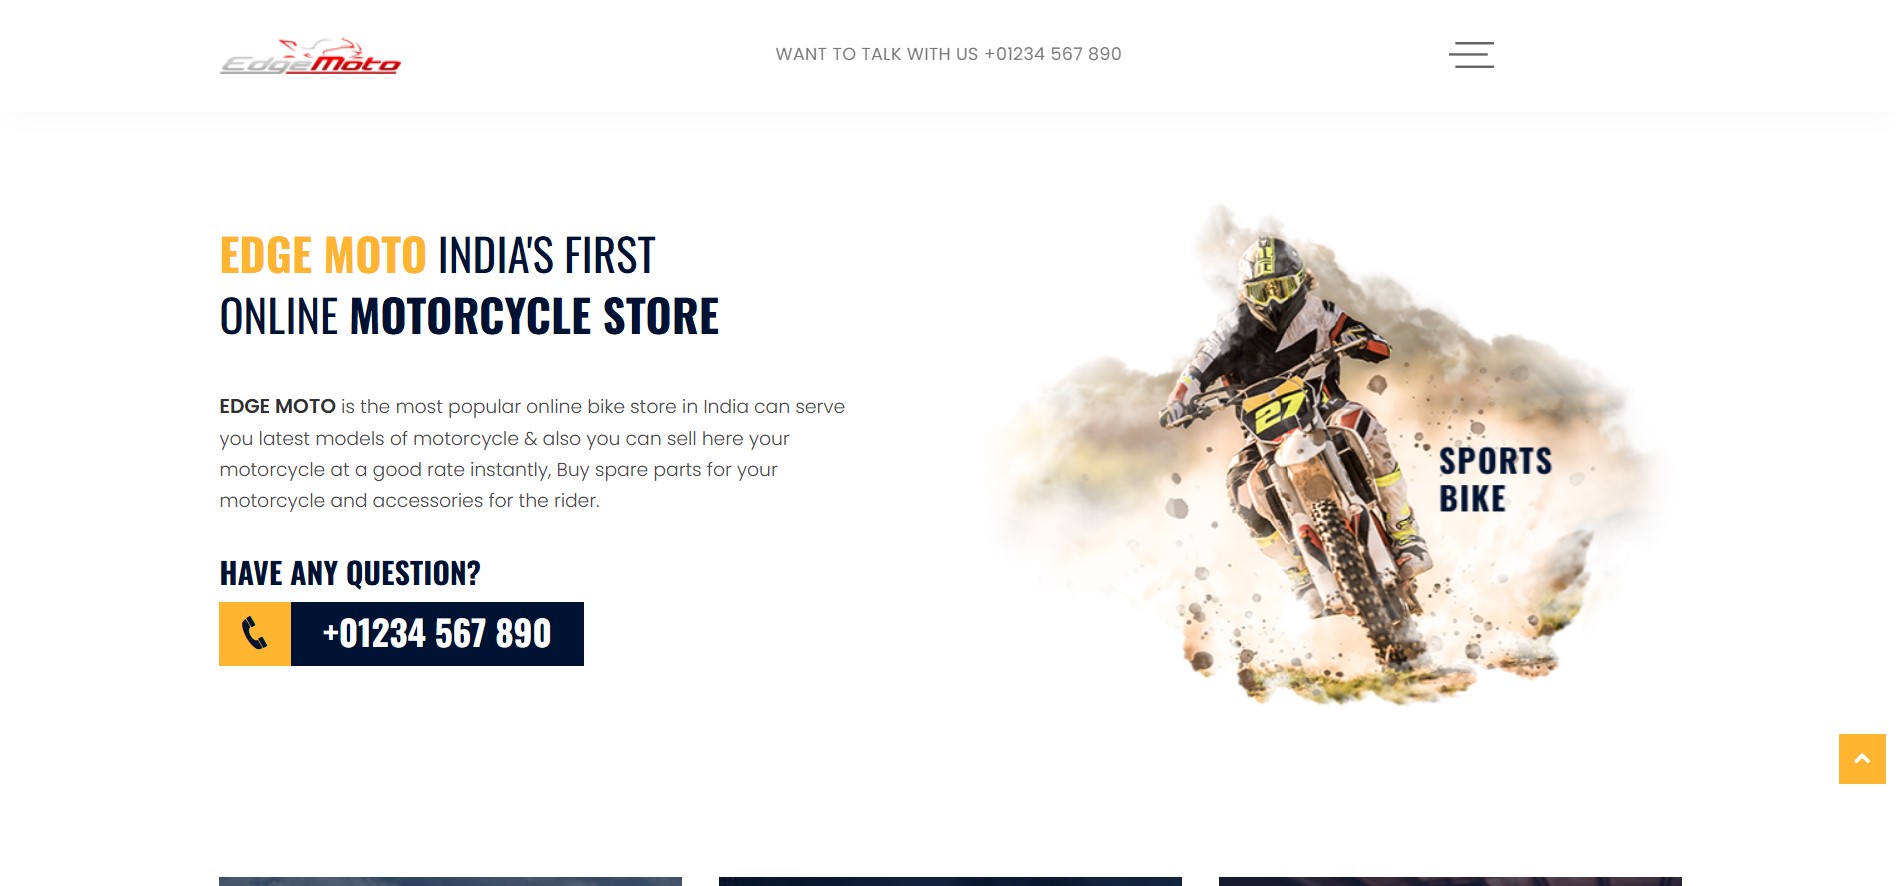 EdgeMoto
WANT TO TALK WITH US +01234 567 890
EDGE MOTO INDIA'S FIRST
ONLINE MOTORCYCLE STORE
EDGE MOTO is the most popular online bike store in India can serve
you latest models of motorcycle & also you can sell here your
motorcycle at a good rate instantly, Buy spare parts for your
motorcycle and accessories for the rider.
27
SPORTS
BIKE
HAVE ANY QUESTION?
+01234 567 890